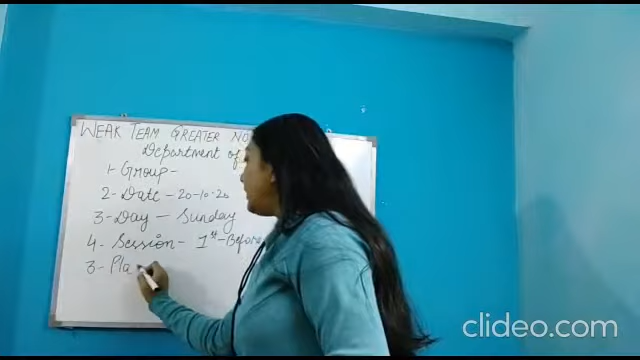 WEAK TEAM GREATER NO
Department of
1- Group -
2- Date - 20-10-20
3- Day - Sunday
4- Session - 1st - Before
3- Pla
clideo.com